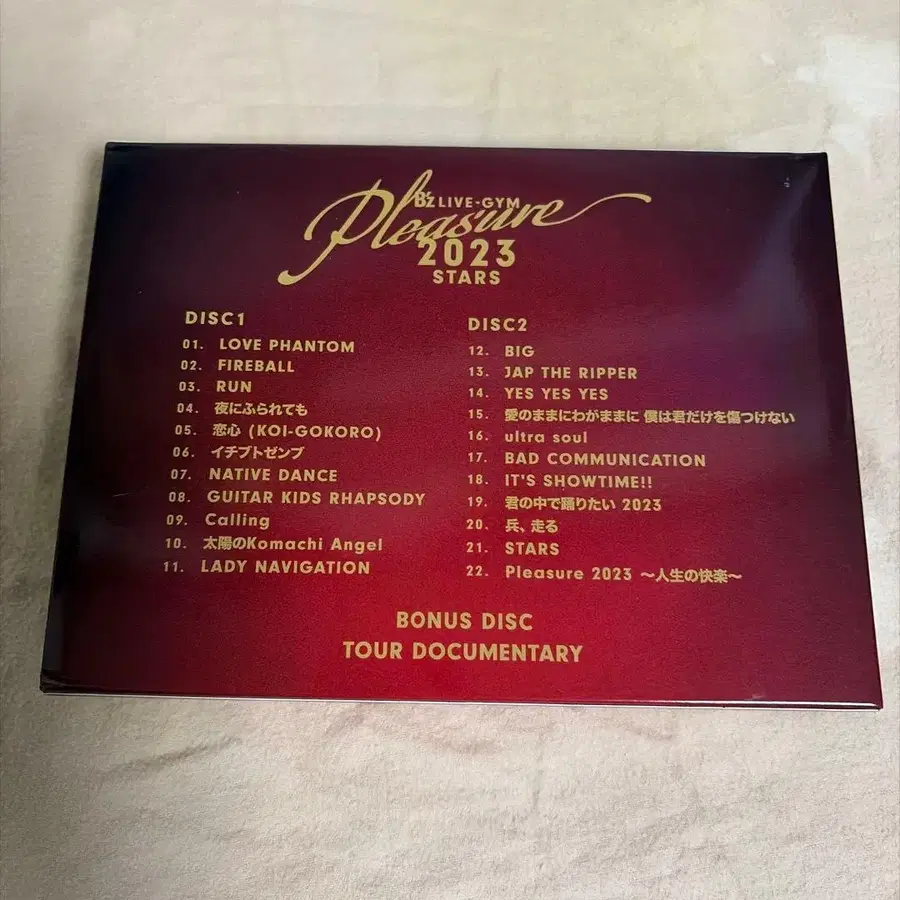 B'z LIVE-GYM
Pleasure
2023
STARS
DISC1
01. LOVE PHANTOM
02. FIREBALL
03. RUN
04. 夜にふられても
05. 恋心 (KOI-GOKORO)
06. イチブトゼンブ
07. NATIVE DANCE
08. GUITAR KIDS RHAPSODY
09. Calling
10. 太陽のKomachi Angel
11. LADY NAVIGATION
DISC2
12. BIG
13. JAP THE RIPPER
14. YES YES YES
15. 愛のままにわがままに 僕は君だけを傷つけない
16. ultra soul
17. BAD COMMUNICATION
18. IT'S SHOWTIME!!
19. 君の中で踊りたい 2023
20. 兵、走る
21. STARS
22. Pleasure 2023 〜人生の快楽〜
BONUS DISC
TOUR DOCUMENTARY